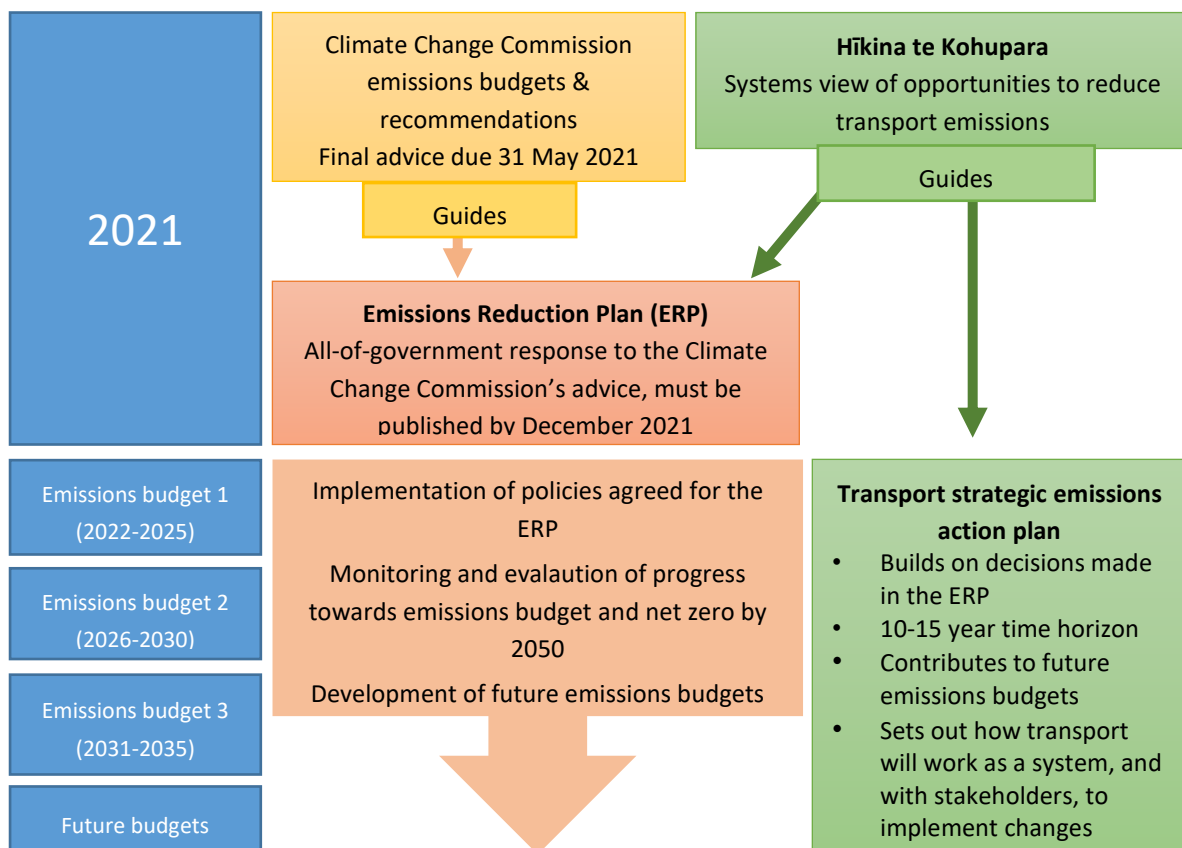 2021
Climate Change Commission
emissions budgets &
recommendations
Final advice due 31 May 2021
Guides
Hīkina te Kohupara
Systems view of opportunities to reduce
transport emissions
Guides
Emissions Reduction Plan (ERP)
All-of-government response to the Climate
Change Commission’s advice, must be
published by December 2021
Emissions budget 1
(2022-2025)
Emissions budget 2
(2026-2030)
Emissions budget 3
(2031-2035)
Future budgets
Implementation of policies agreed for the
ERP
Monitoring and evalaution of progress
towards emissions budget and net zero by
2050
Development of future emissions budgets
Transport strategic emissions
action plan
• Builds on decisions made
in the ERP
• 10-15 year time horizon
• Contributes to future
emissions budgets
• Sets out how transport
will work as a system, and
with stakeholders, to
implement changes